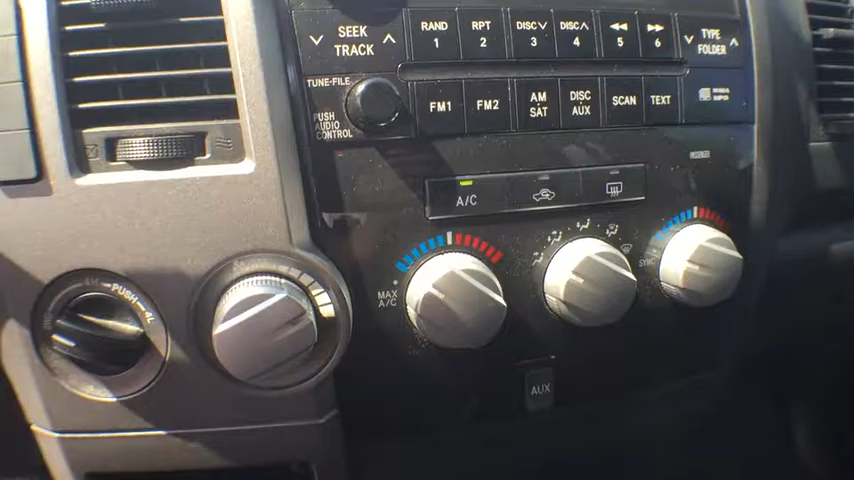 SEEK
TRACK
RAND
1
RPT
2
DISC
3
DISC
4
5
6
TYPE
FOLDER
TUNE·FILE
PUSH
AUDIO
CONTROL
FM1
FM2
AM
SAT
DISC
AUX
SCAN
TEXT
A/C
MAX
A/C
SYNC
PUSH
4L
AUX